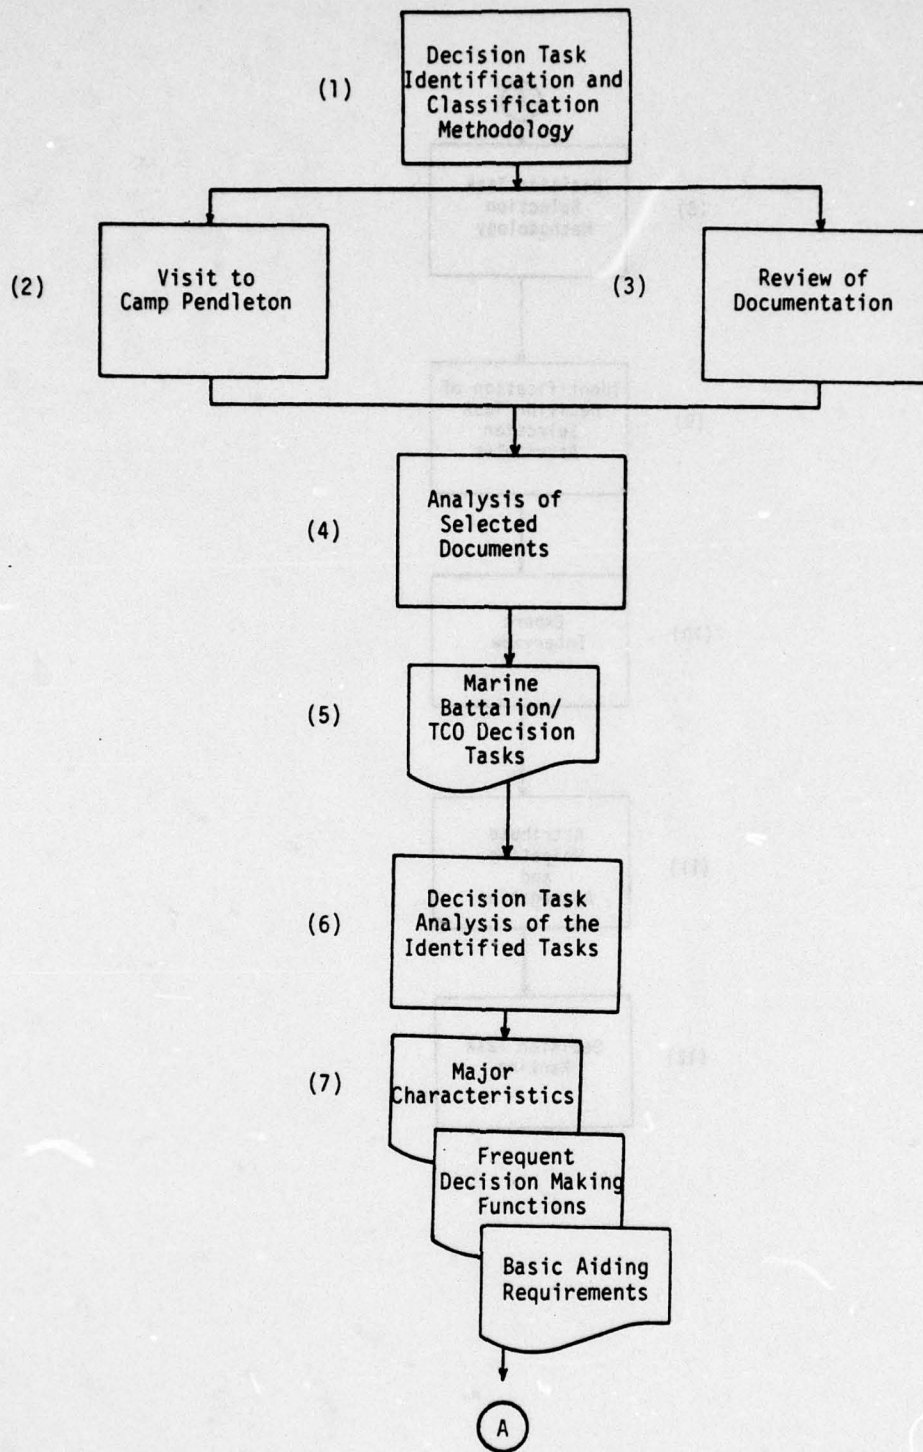 (1)
Decision Task
Identification and
Classification
Methodology
(2)
Visit to
Camp Pendleton
(3)
Review of
Documentation
(4)
Analysis of
Selected
Documents
(5)
Marine
Battalion/
TCO Decision
Tasks
(6)
Decision Task
Analysis of the
Identified Tasks
(7)
Major
Characteristics
Frequent
Decision Making
Functions
Basic Aiding
Requirements
A